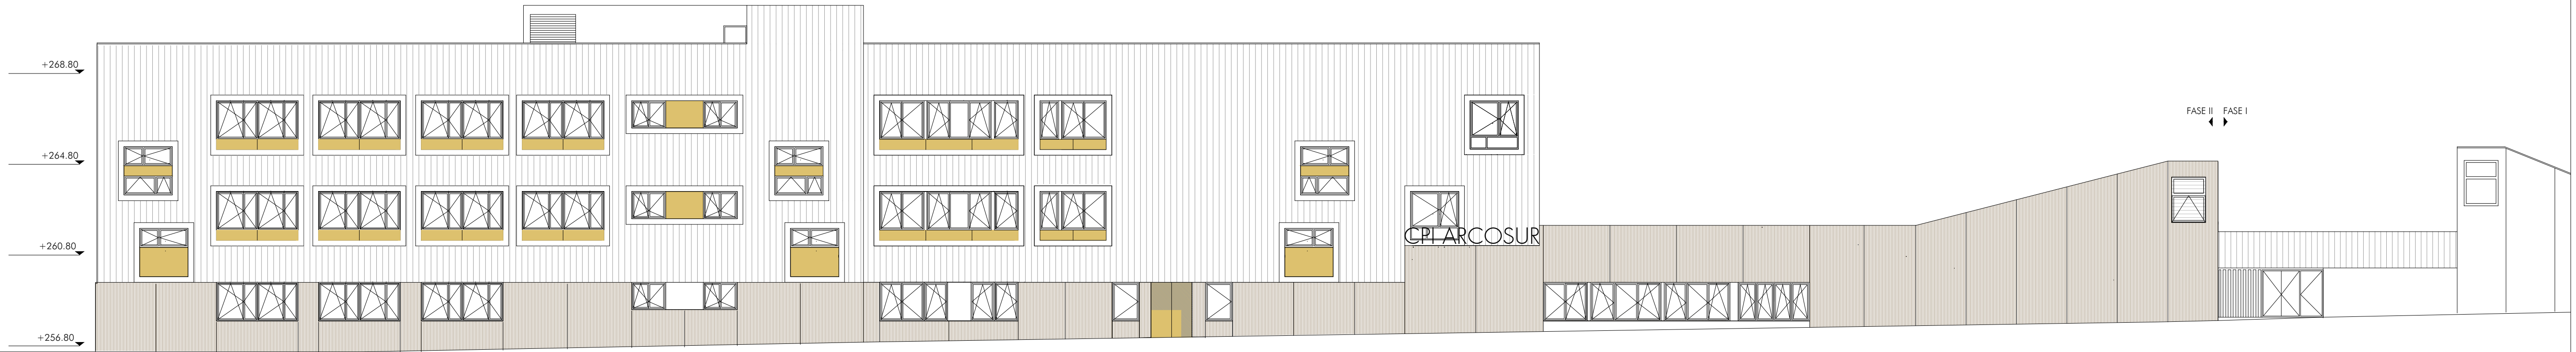 +268.80
FASE II FASE I
+264.80
CPI ARCOSUR
+260.80
+256.80